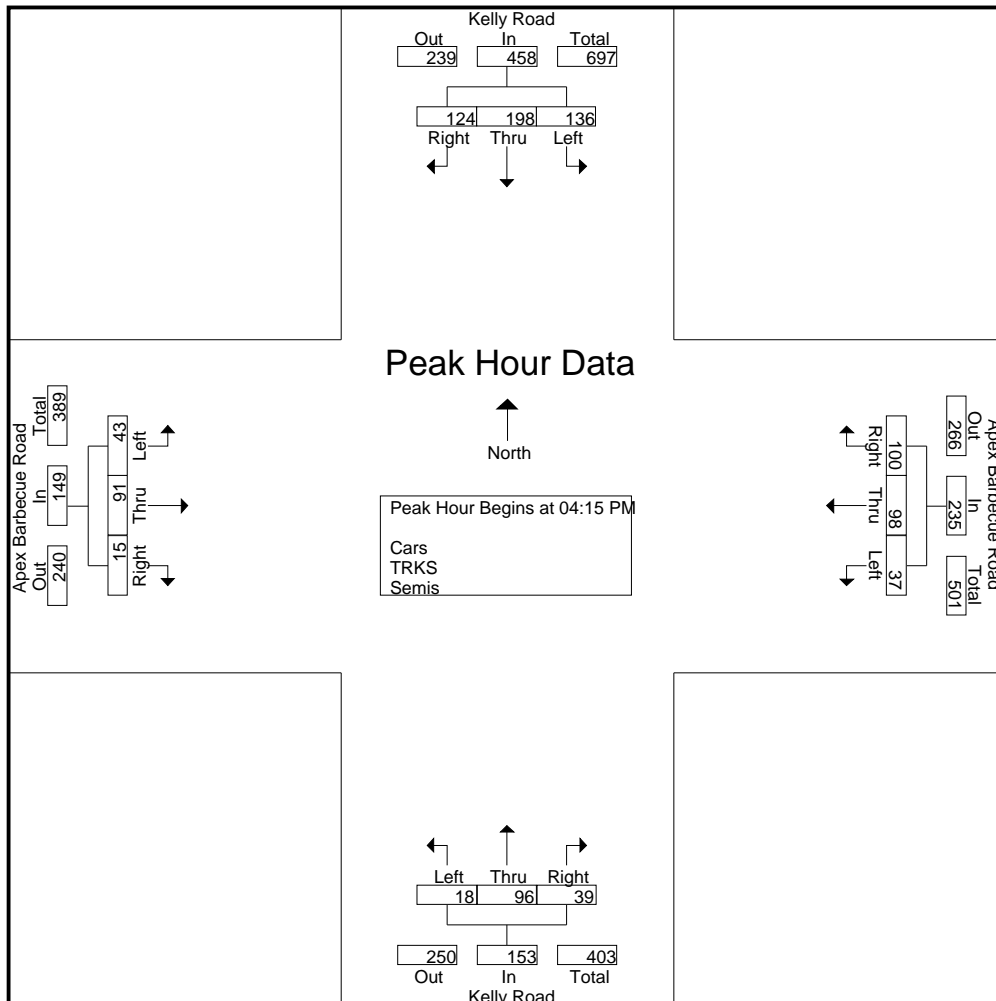 Kelly Road
Out In Total
239 458 697
124 198 136
Right Thru Left
Peak Hour Data
North
Peak Hour Begins at 04:15 PM
Cars
TRKS
Semis
Apex Barbecue Road
Total In Out
389 149 240
43 91 15
Left Thru Right
Apex Barbecue Road
Out In Total
266 235 501
100 98 37
Right Thru Left
Left Thru Right
18 96 39
250 153 403
Out In Total
Kelly Road